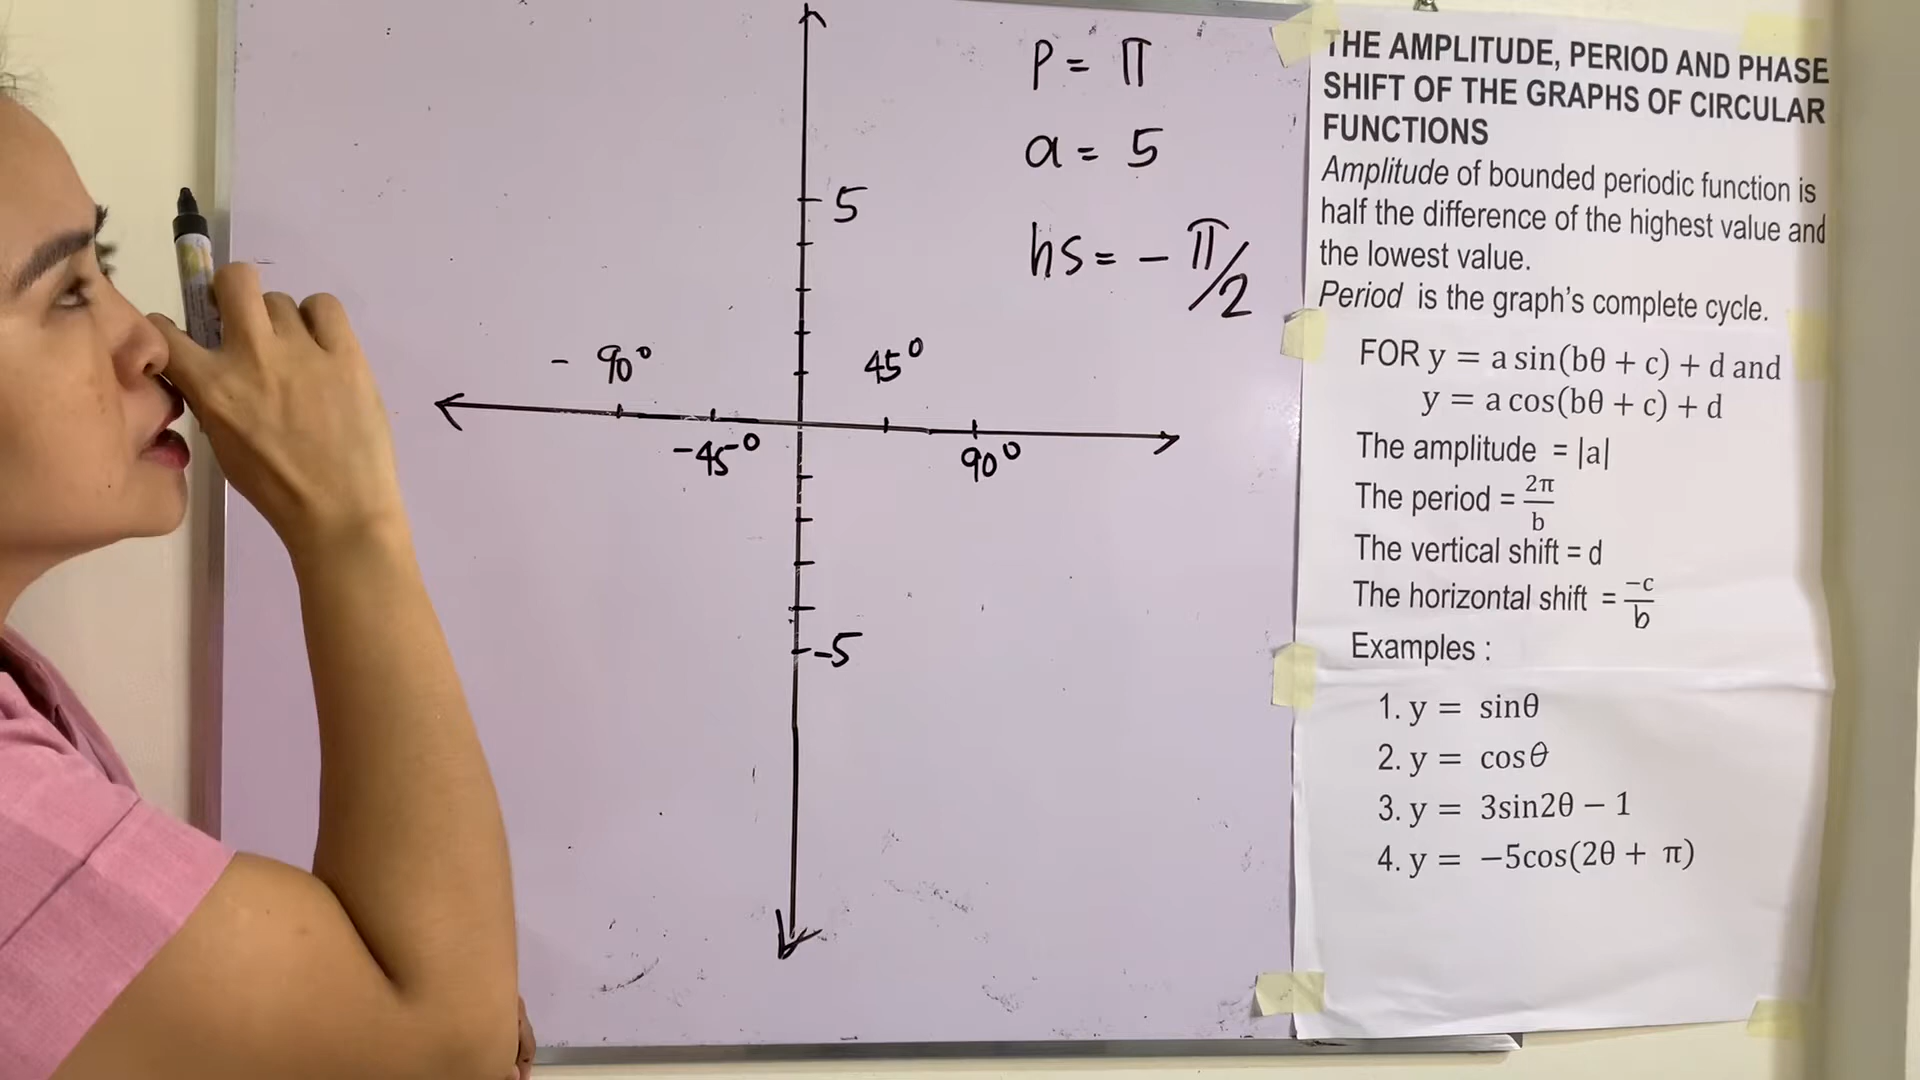 P = π
a = 5
hs = - π/2
5
- 90°
45°
-45°
90°
-5
THE AMPLITUDE, PERIOD AND PHASE
SHIFT OF THE GRAPHS OF CIRCULAR
FUNCTIONS
Amplitude of bounded periodic function is
half the difference of the highest value and
the lowest value.
Period is the graph's complete cycle.
FOR y = a sin(bθ + c) + d and
y = a cos(bθ + c) + d
The amplitude = |a|
The period = 2π/b
The vertical shift = d
The horizontal shift = -c/b
Examples :
1. y = sinθ
2. y = cosθ
3. y = 3sin2θ − 1
4. y = −5cos(2θ + π)